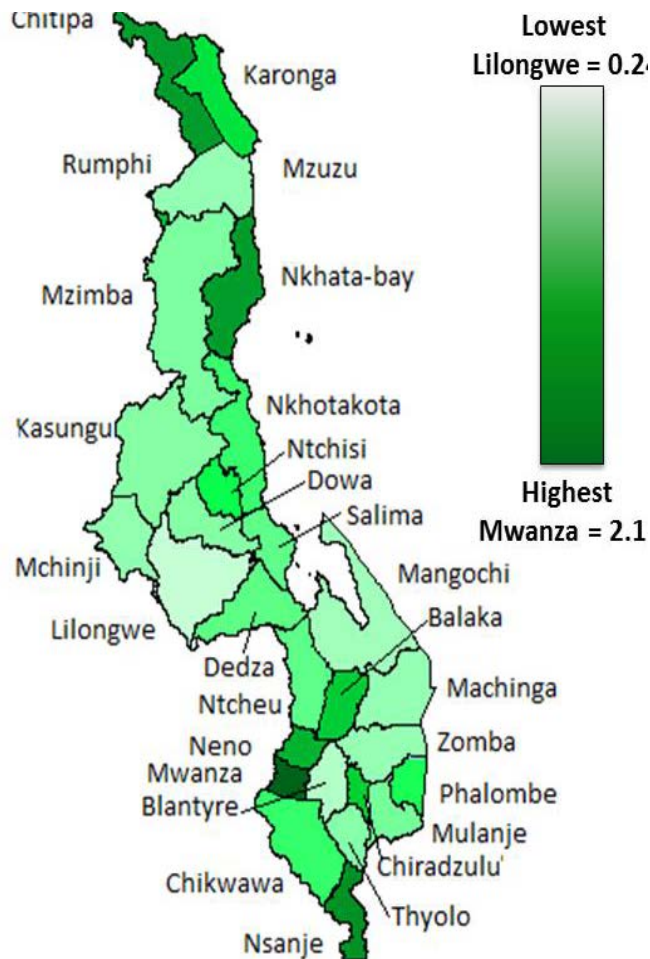 Chitipa
Lowest
Lilongwe = 0.24
Karonga
Rumphi
Mzuzu
Nkhata-bay
Mzimba
Nkhotakota
Kasungu
Ntchisi
Dowa
Highest
Salima
Mwanza = 2.1
Mchinji
Mangochi
Balaka
Lilongwe
Dedza
Machinga
Ntcheu
Zomba
Neno
Mwanza
Phalombe
Blantyre
Mulanje
Chiradzulu'
Chikwawa
Thyolo
Nsanje